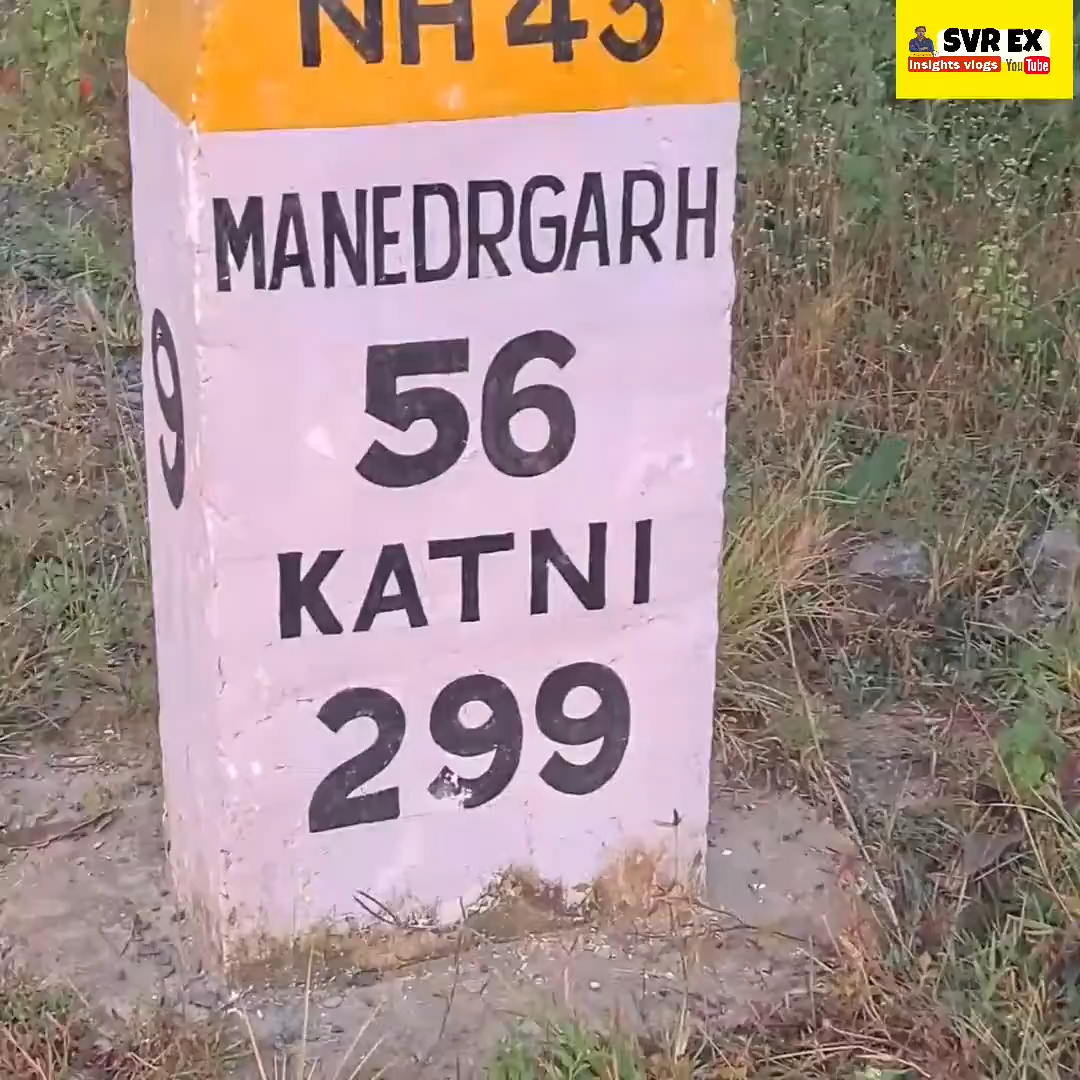 NH 43
MANEDRGARH
56
KATNI
299
9
SVR EX
Insights vlogs YouTube